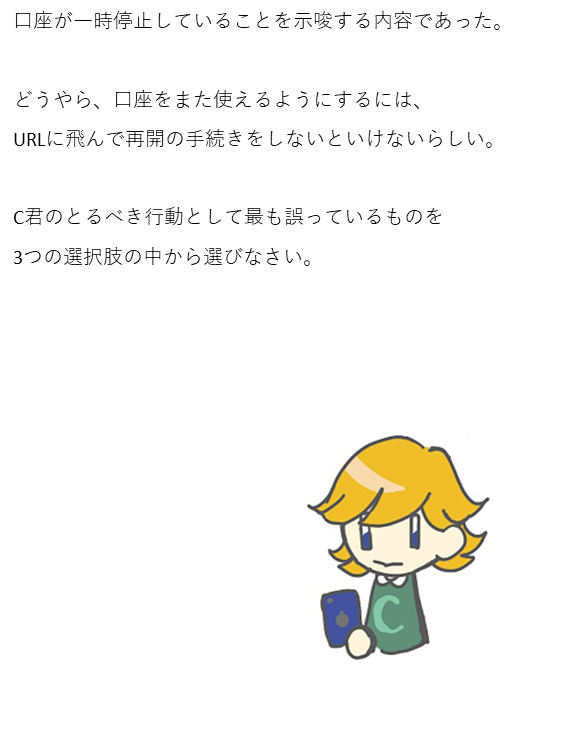 口座が一時停止していることを示唆する内容であった。
どうやら、口座をまた使えるようにするには、
URLに飛んで再開の手続きをしないといけないらしい。
C君のとるべき行動として最も誤っているものを
3つの選択肢の中から選びなさい。
C